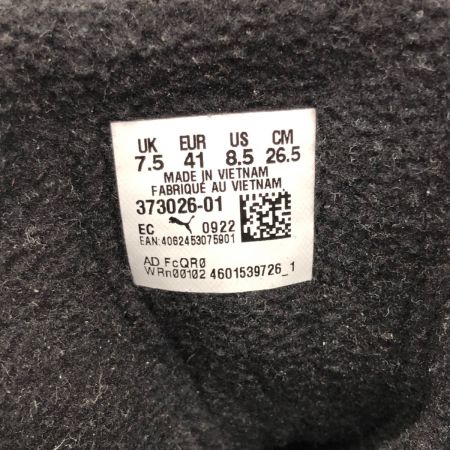 UK EUR US CM
7.5 41 8.5 26.5
MADE IN VIETNAM
FABRIQUÉ AU VIETNAM
373026-01
EC 0922
EAN:4062453075901
AD FcQR0
WRn00102 4601539726_1